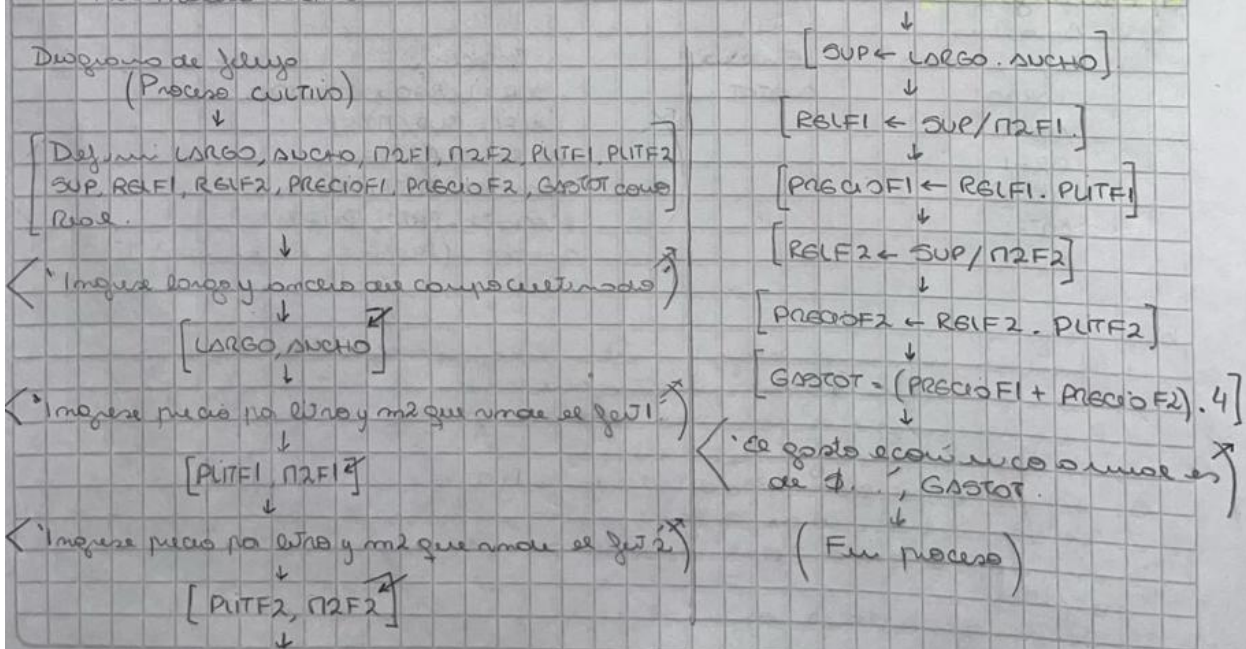 Diagrama de flujo
(Proceso CULTIVO)
↓
[Definir LARGO, ANCHO, M2F1, M2F2, PLITF1, PLITF2
SUP, RELF1, RELF2, PRECIOF1, PRECIOF2, GASTOT como
Real.]
↓
"Ingrese largo y ancho del campo cultivado"
↓
[LARGO, ANCHO]
↓
"Ingrese precio por litro y m2 que rinde el fert1."
↓
[PLITF1, M2F1]
↓
"Ingrese precio por litro y m2 que rinde el fert2"
↓
[PLITF2, M2F2]
↓
↓
[SUP ← LARGO . ANCHO]
↓
[RELF1 ← SUP/M2F1.]
↓
[PRECIOF1 ← RELF1 . PLITF1]
↓
[RELF2 ← SUP/M2F2]
↓
[PRECIOF2 ← RELF2 . PLITF2]
↓
[GASTOT = (PRECIOF1 + PRECIOF2) . 4]
↓
"El gasto económico anual es
de $...", GASTOT.
↓
(Fin proceso)